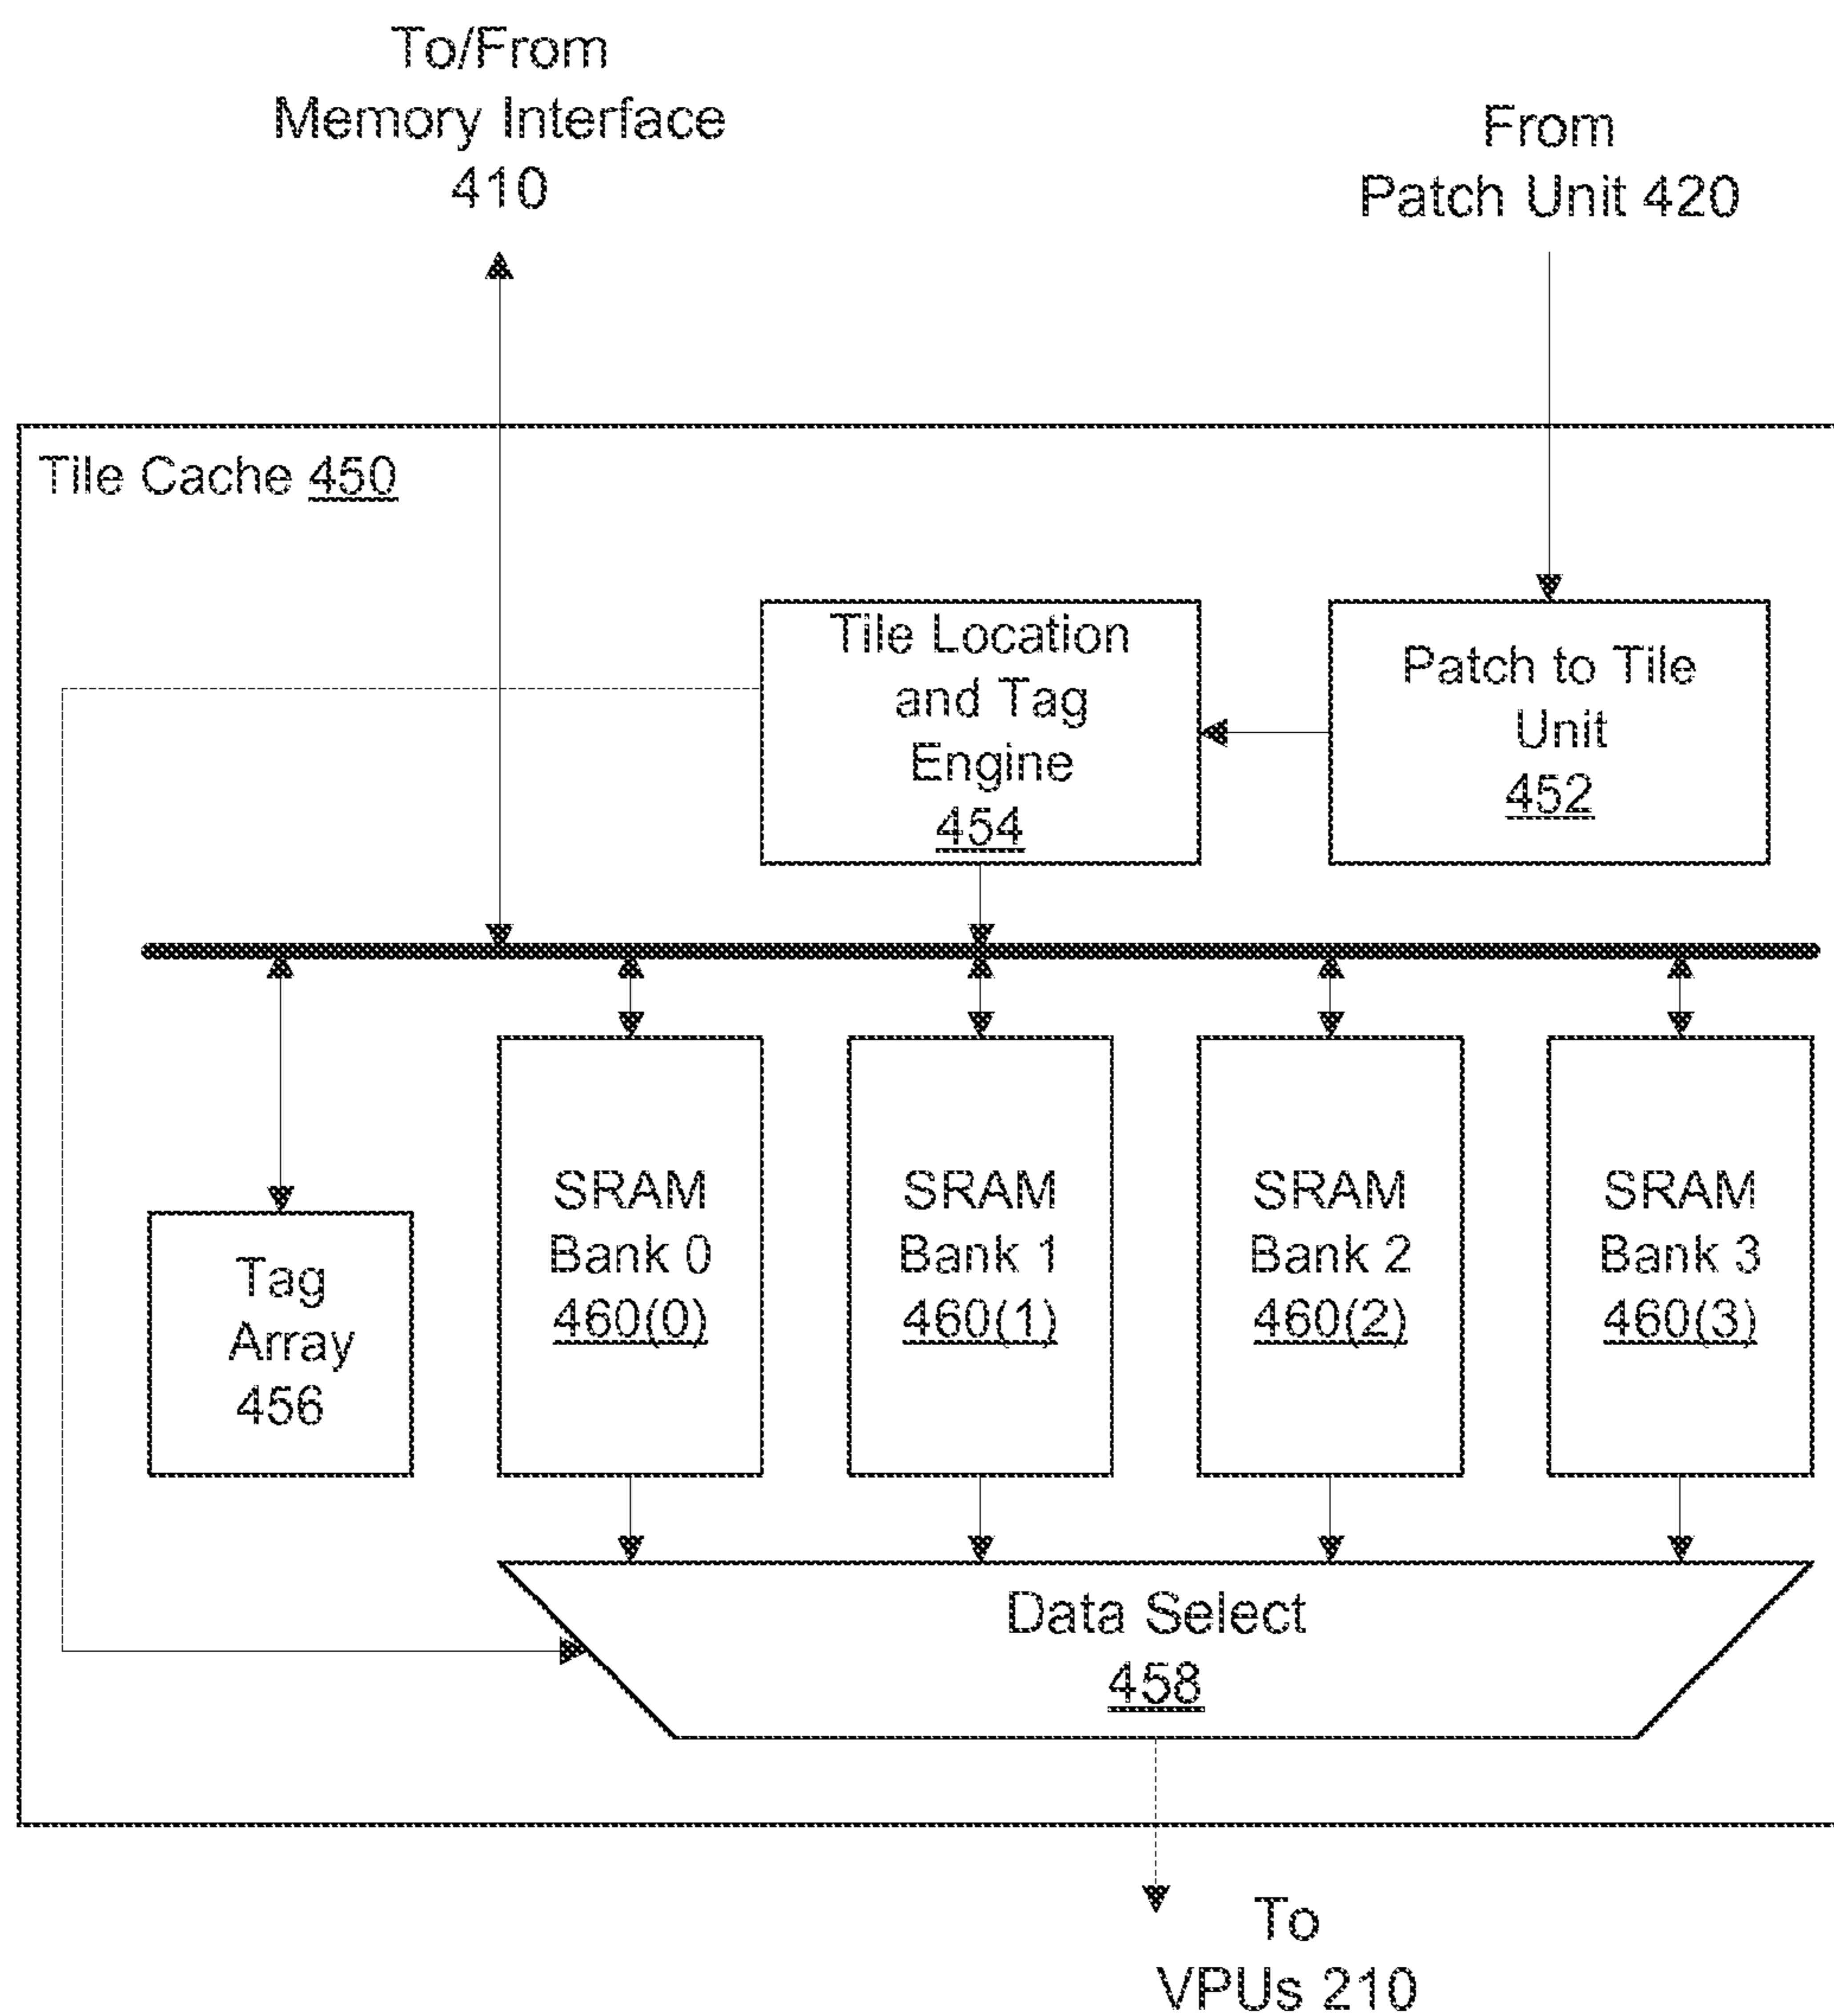 To/From
Memory Interface
410
From
Patch Unit 420
Tile Cache 450
Tile Location
and Tag
Engine
454
Patch to Tile
Unit
452
Tag
Array
456
SRAM
Bank 0
460(0)
SRAM
Bank 1
460(1)
SRAM
Bank 2
460(2)
SRAM
Bank 3
460(3)
Data Select
458
To
VPUs 210